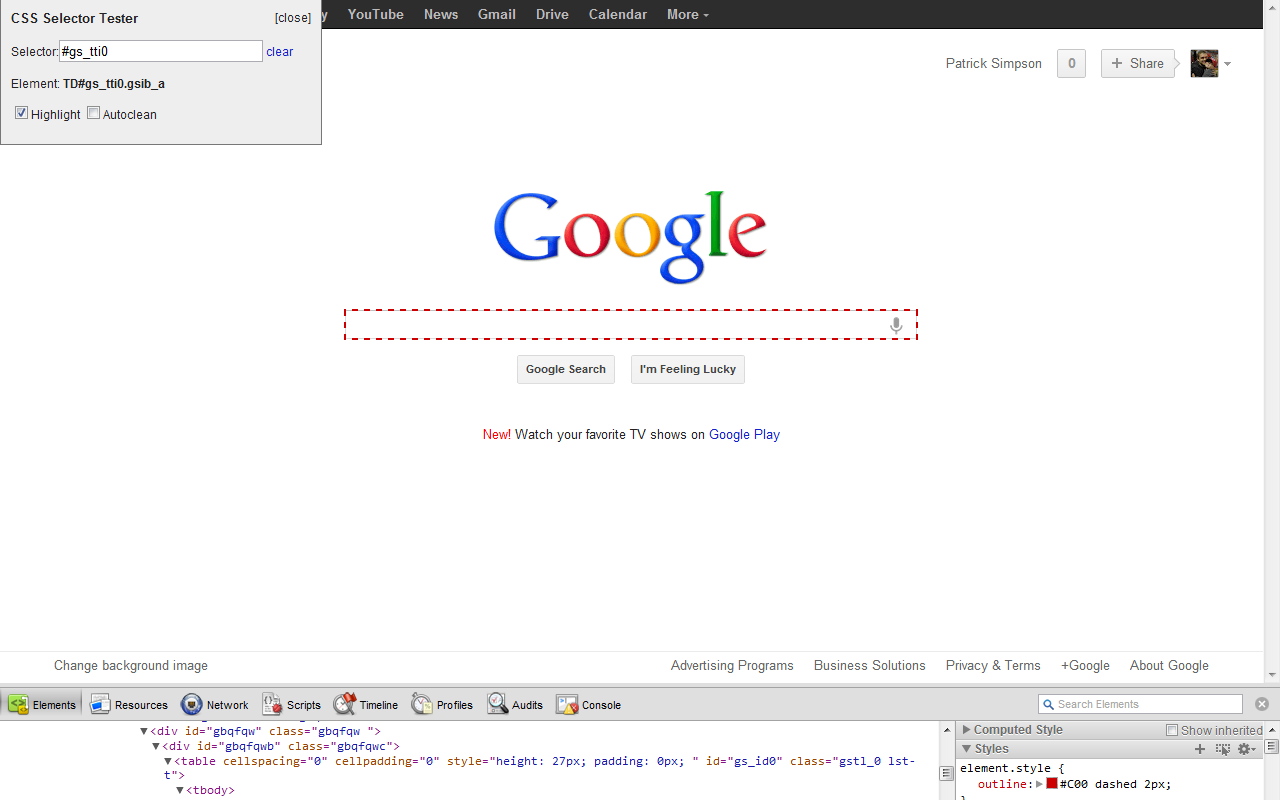 CSS Selector Tester [close]
y YouTube News Gmail Drive Calendar More
Selector: #gs_tti0 clear
Element: TD#gs_tti0.gsib_a
Highlight Autoclean
Patrick Simpson 0 + Share
Google
Google Search I'm Feeling Lucky
New! Watch your favorite TV shows on Google Play
Change background image Advertising Programs Business Solutions Privacy & Terms +Google About Google
Elements Resources Network Scripts Timeline Profiles Audits Console Search Elements
<div id="gbqfqw" class="gbqfqw ">
<div id="gbqfqwb" class="gbqfqwc">
<table cellspacing="0" cellpadding="0" style="height: 27px; padding: 0px; " id="gs_id0" class="gstl_0 lst-
t">
<tbody>
Computed Style Show inherited
Styles
element.style {
outline: #C00 dashed 2px;